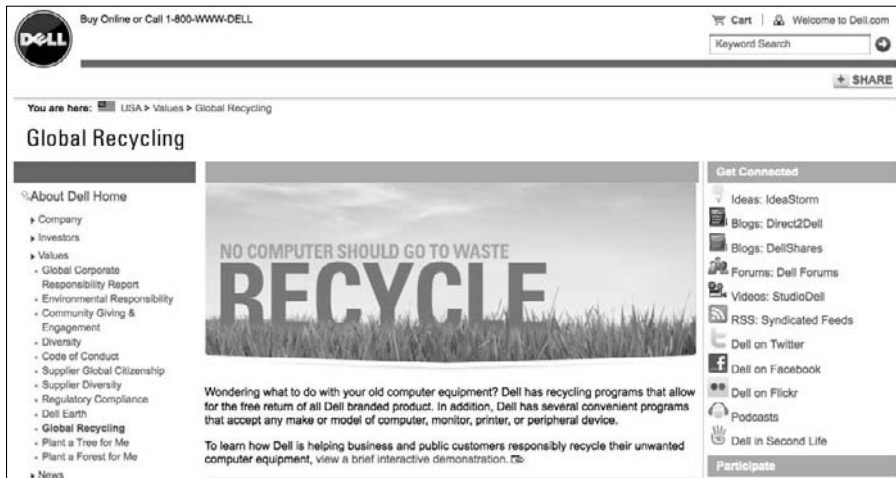 DELL
Buy Online or Call 1-800-WWW-DELL
Cart | Welcome to Dell.com
Keyword Search
+ SHARE
You are here: USA > Values > Global Recycling
Global Recycling
About Dell Home
Company
Investors
Values
Global Corporate
Responsibility Report
Environmental Responsibility
Community Giving &
Engagement
Diversity
Code of Conduct
Supplier Global Citizenship
Supplier Diversity
Regulatory Compliance
Dell Earth
Global Recycling
Plant a Tree for Me
Plant a Forest for Me
News
NO COMPUTER SHOULD GO TO WASTE
RECYCLE
Wondering what to do with your old computer equipment? Dell has recycling programs that allow
for the free return of all Dell branded product. In addition, Dell has several convenient programs
that accept any make or model of computer, monitor, printer, or peripheral device.
To learn how Dell is helping business and public customers responsibly recycle their unwanted
computer equipment, view a brief interactive demonstration.
Get Connected
Ideas: IdeaStorm
Blogs: Direct2Dell
Blogs: DellShares
Forums: Dell Forums
Videos: StudioDell
RSS: Syndicated Feeds
Dell on Twitter
Dell on Facebook
Dell on Flickr
Podcasts
Dell in Second Life
Participate